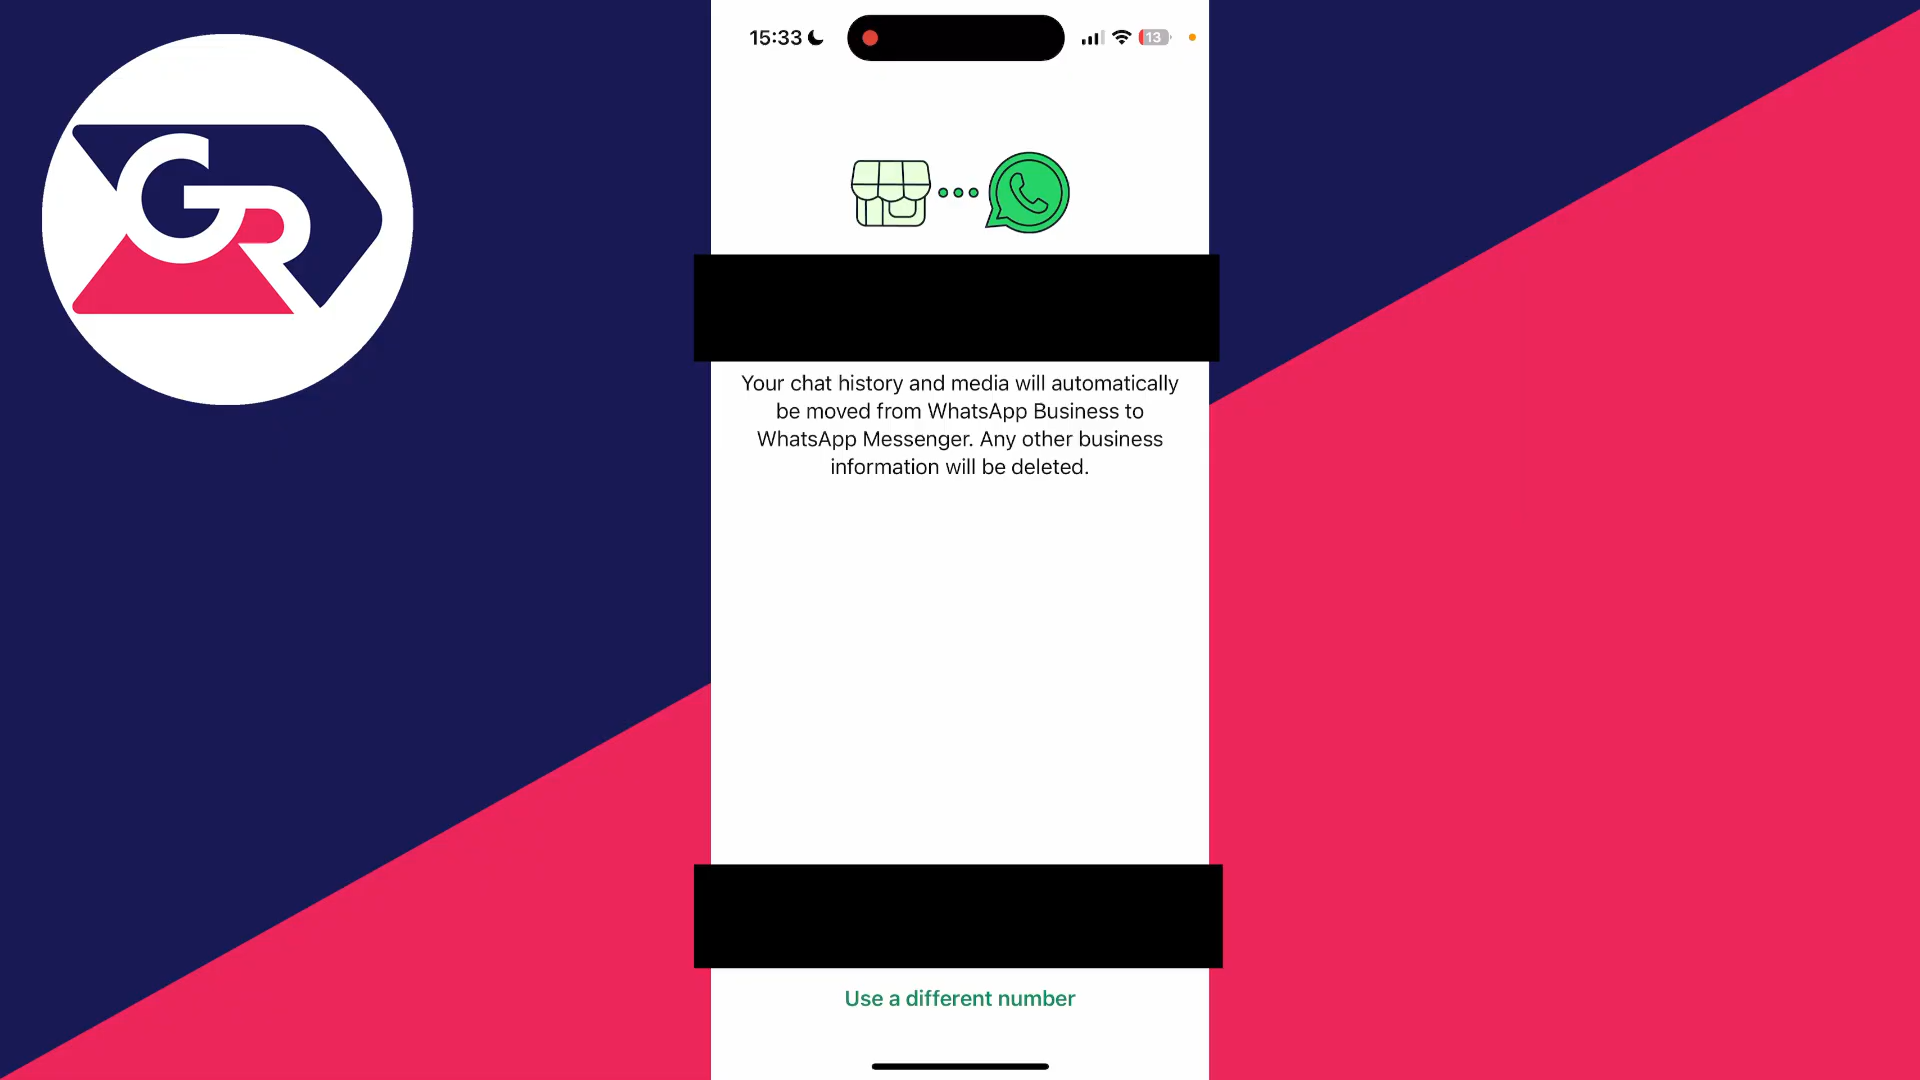 GR
15:33
13
Your chat history and media will automatically
be moved from WhatsApp Business to
WhatsApp Messenger. Any other business
information will be deleted.
Use a different number